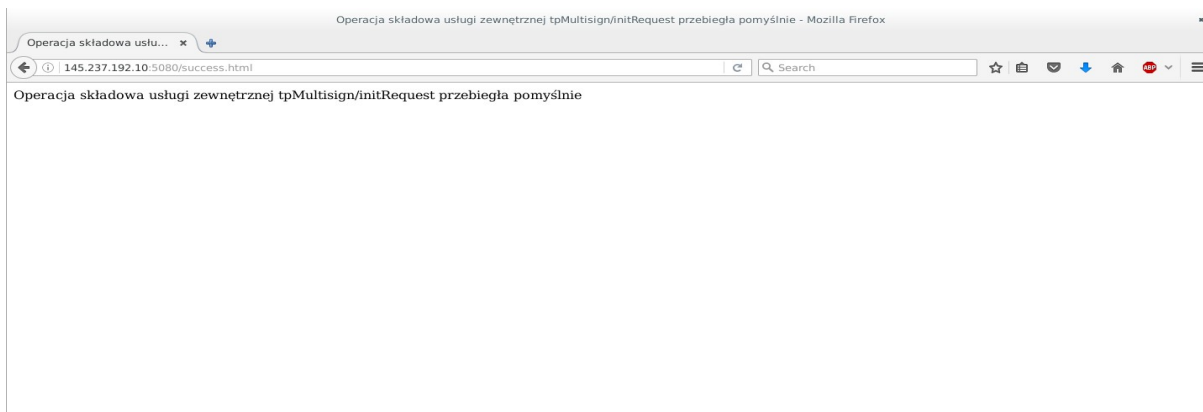 Operacja składowa usługi zewnętrznej tpMultisign/initRequest przebiegła pomyślnie - Mozilla Firefox
Operacja składowa usłu...
145.237.192.10:5080/success.html
Search
ABP
Operacja składowa usługi zewnętrznej tpMultisign/initRequest przebiegła pomyślnie